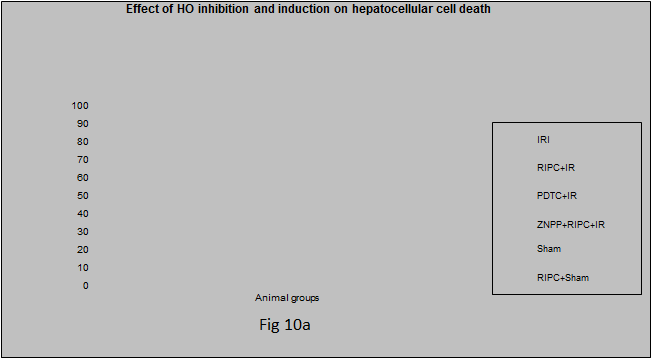 Effect of HO inhibition and induction on hepatocellular cell death
100
90
80
70
60
50
40
30
20
10
0
Animal groups
IRI
RIPC+IR
PDTC+IR
ZNPP+RIPC+IR
Sham
RIPC+Sham
Fig 10a